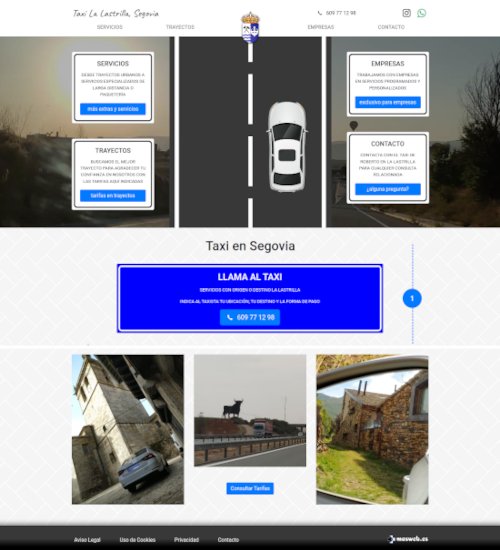 Taxi La Lastrilla, Segovia
609 77 12 98
SERVICIOS
TRAYECTOS
EMPRESAS
CONTACTO
SERVICIOS
DESDE TRAYECTOS URBANOS A
SERVICIOS ESPECIALIZADOS DE
LARGA DISTANCIA O
PAQUETERÍA
más extras y servicios
EMPRESAS
TRABAJAMOS CON EMPRESAS
EN SERVICIOS PROGRAMADOS Y
PERSONALIZADOS
exclusivo para empresas
TRAYECTOS
BUSCAMOS EL MEJOR
TRAYECTO PARA AGRADECER TU
CONFIANZA EN NOSOTROS CON
LAS TARIFAS AQUÍ INDICADAS
tarifas en trayectos
CONTACTO
CONTACTA CON EL TAXI DE
ROBERTO EN LA LASTRILLA
PARA CUALQUIER CONSULTA
RELACIONADA
¿alguna pregunta?
Taxi en Segovia
LLAMA AL TAXI
SERVICIOS CON ORIGEN O DESTINO LA LASTRILLA
INDICA AL TAXISTA TU UBICACIÓN, TU DESTINO Y LA FORMA DE PAGO
609 77 12 98
1
Consultar Tarifas
Aviso Legal
Uso de Cookies
Privacidad
Contacto
masweb.es